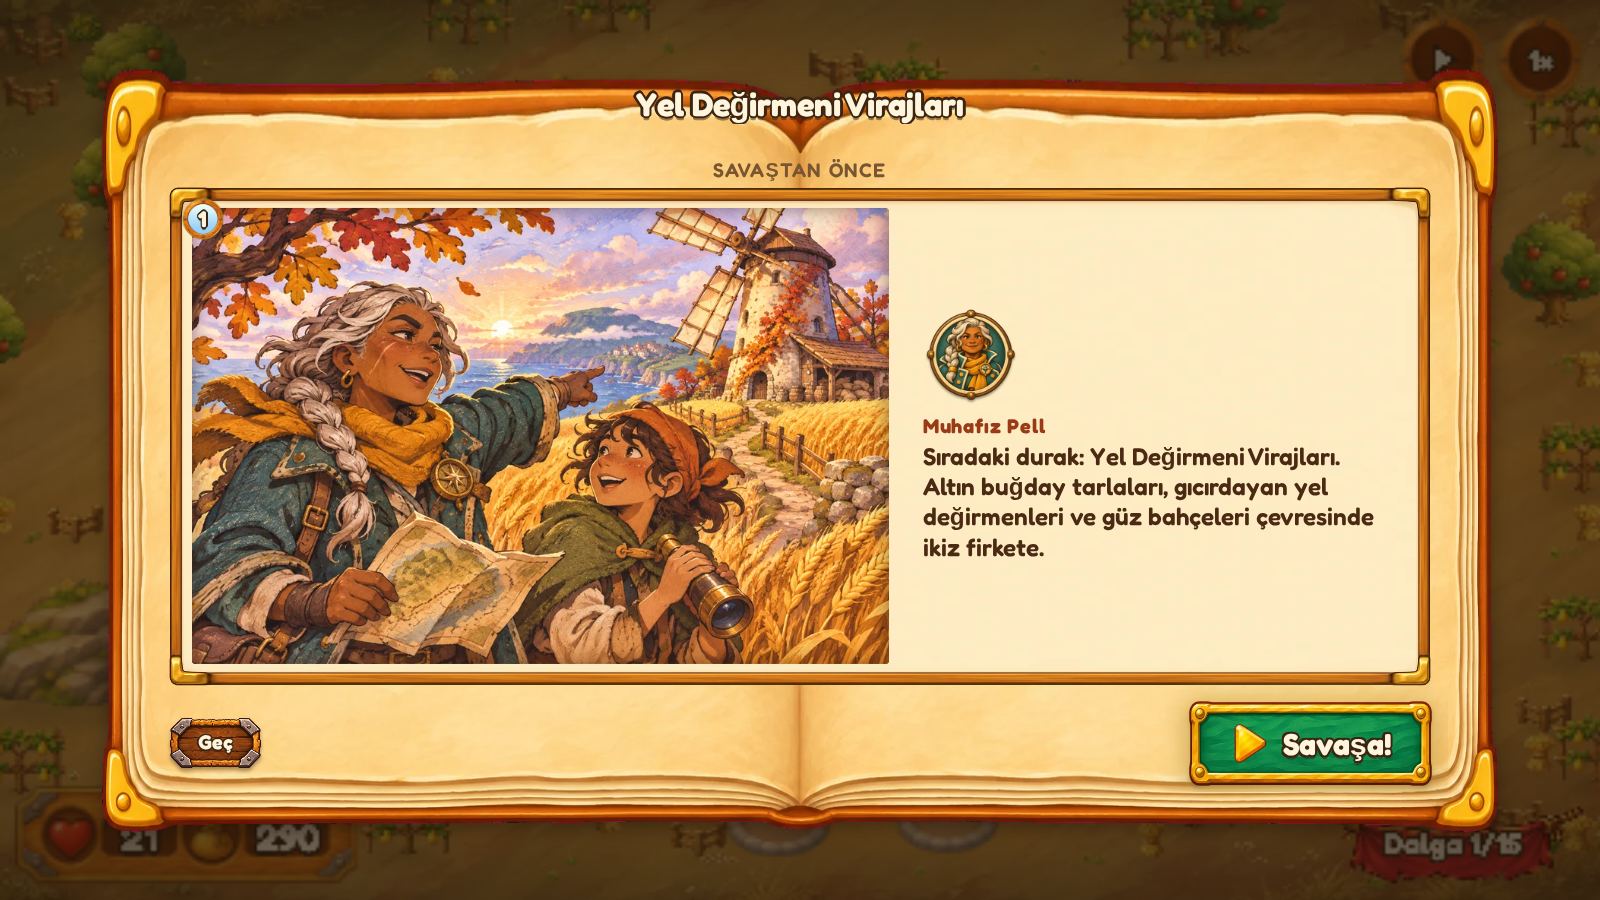 1x
Yel Değirmeni Virajları
SAVAŞTAN ÖNCE
1
Muhafız Pell
Sıradaki durak: Yel Değirmeni Virajları.
Altın buğday tarlaları, gıcırdayan yel
değirmenleri ve güz bahçeleri çevresinde
ikiz firkete.
Geç
Savaşa!
21
290
Dalga 1/15